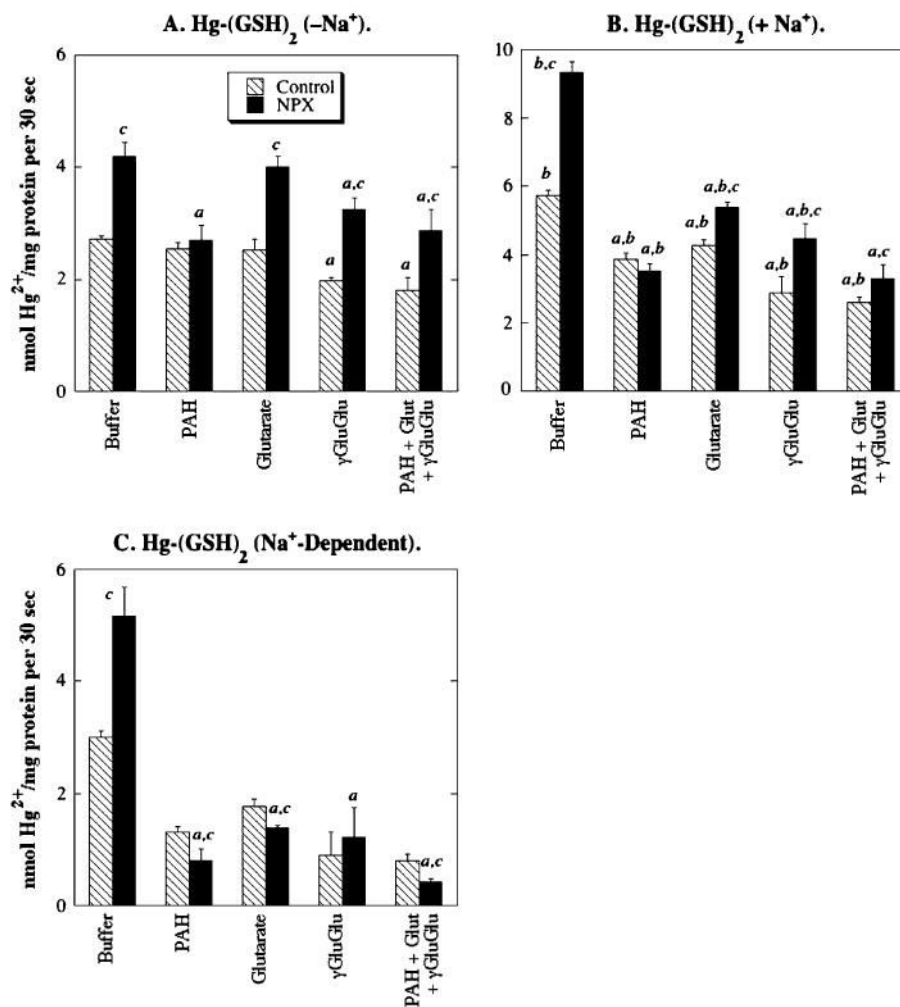 A. Hg-(GSH)2 (−Na+).
nmol Hg2+/mg protein per 30 sec
6
4
2
0
Control
NPX
c
a
c
a
a,c
a
a,c
Buffer
PAH
Glutarate
γGluGlu
PAH + Glut
+ γGluGlu
B. Hg-(GSH)2 (+ Na+).
10
8
6
4
2
0
b,c
b
a,b
a,b
a,b
a,b,c
a,b
a,b,c
a,b
a,c
Buffer
PAH
Glutarate
γGluGlu
PAH + Glut
+ γGluGlu
C. Hg-(GSH)2 (Na+-Dependent).
nmol Hg2+/mg protein per 30 sec
6
4
2
0
c
a,c
a,c
a
a,c
Buffer
PAH
Glutarate
γGluGlu
PAH + Glut
+ γGluGlu